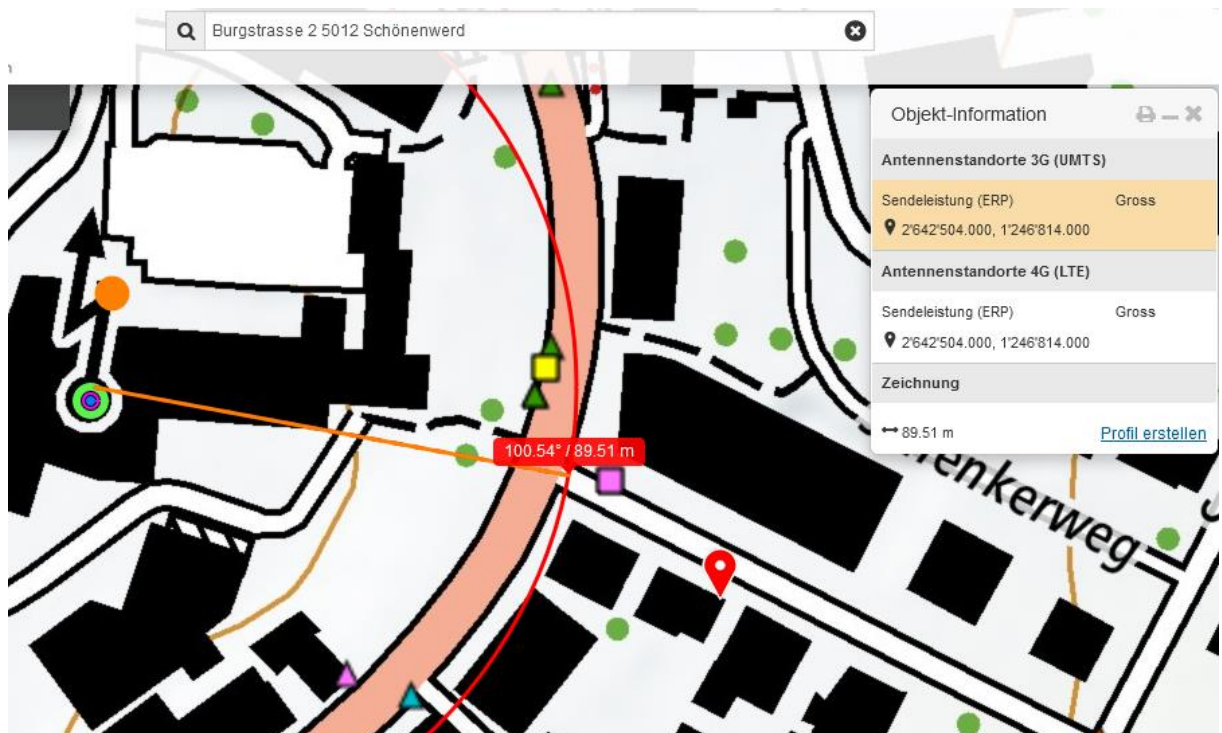 Burgstrasse 2 5012 Schönenwerd
Objekt-Information
Antennenstandorte 3G (UMTS)
Sendeleistung (ERP) Gross
2'642'504.000, 1'246'814.000
Antennenstandorte 4G (LTE)
Sendeleistung (ERP) Gross
2'642'504.000, 1'246'814.000
Zeichnung
89.51 m Profil erstellen
100.54° / 89.51 m
enkerweg